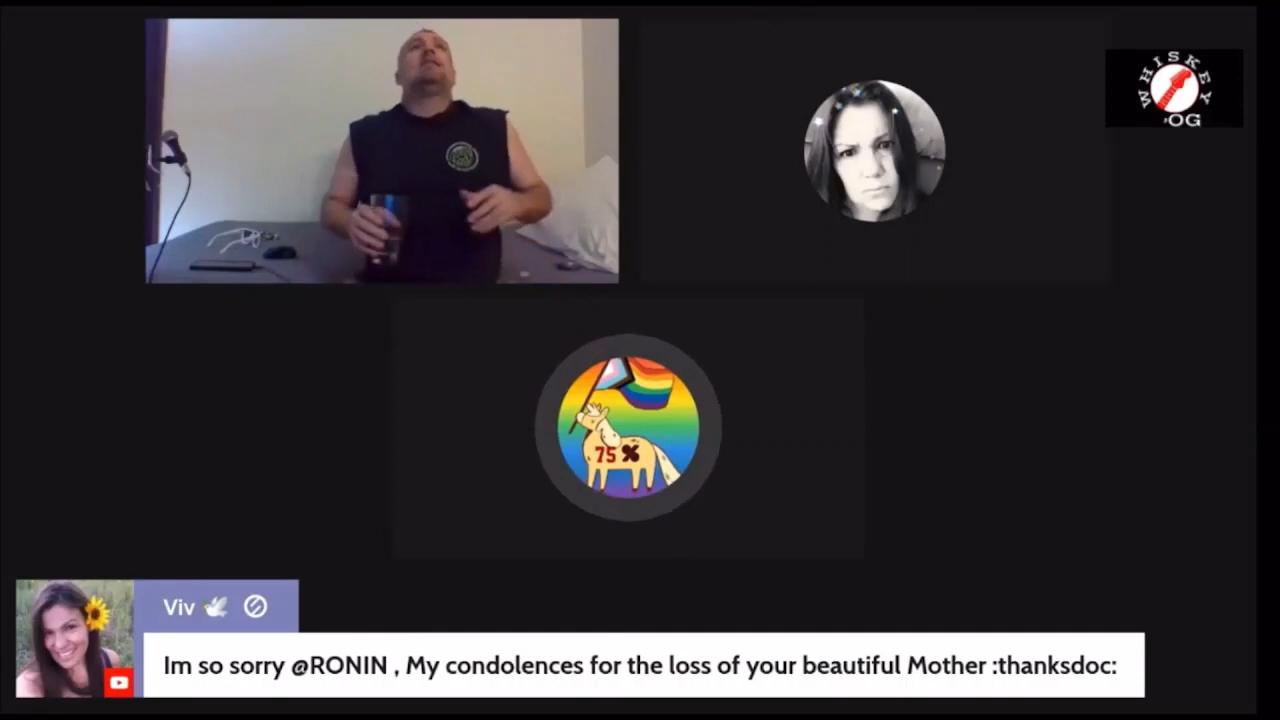 WHISKEY
'OG
75 %
Viv 🕊
Im so sorry @RONIN , My condolences for the loss of your beautiful Mother :thanksdoc: